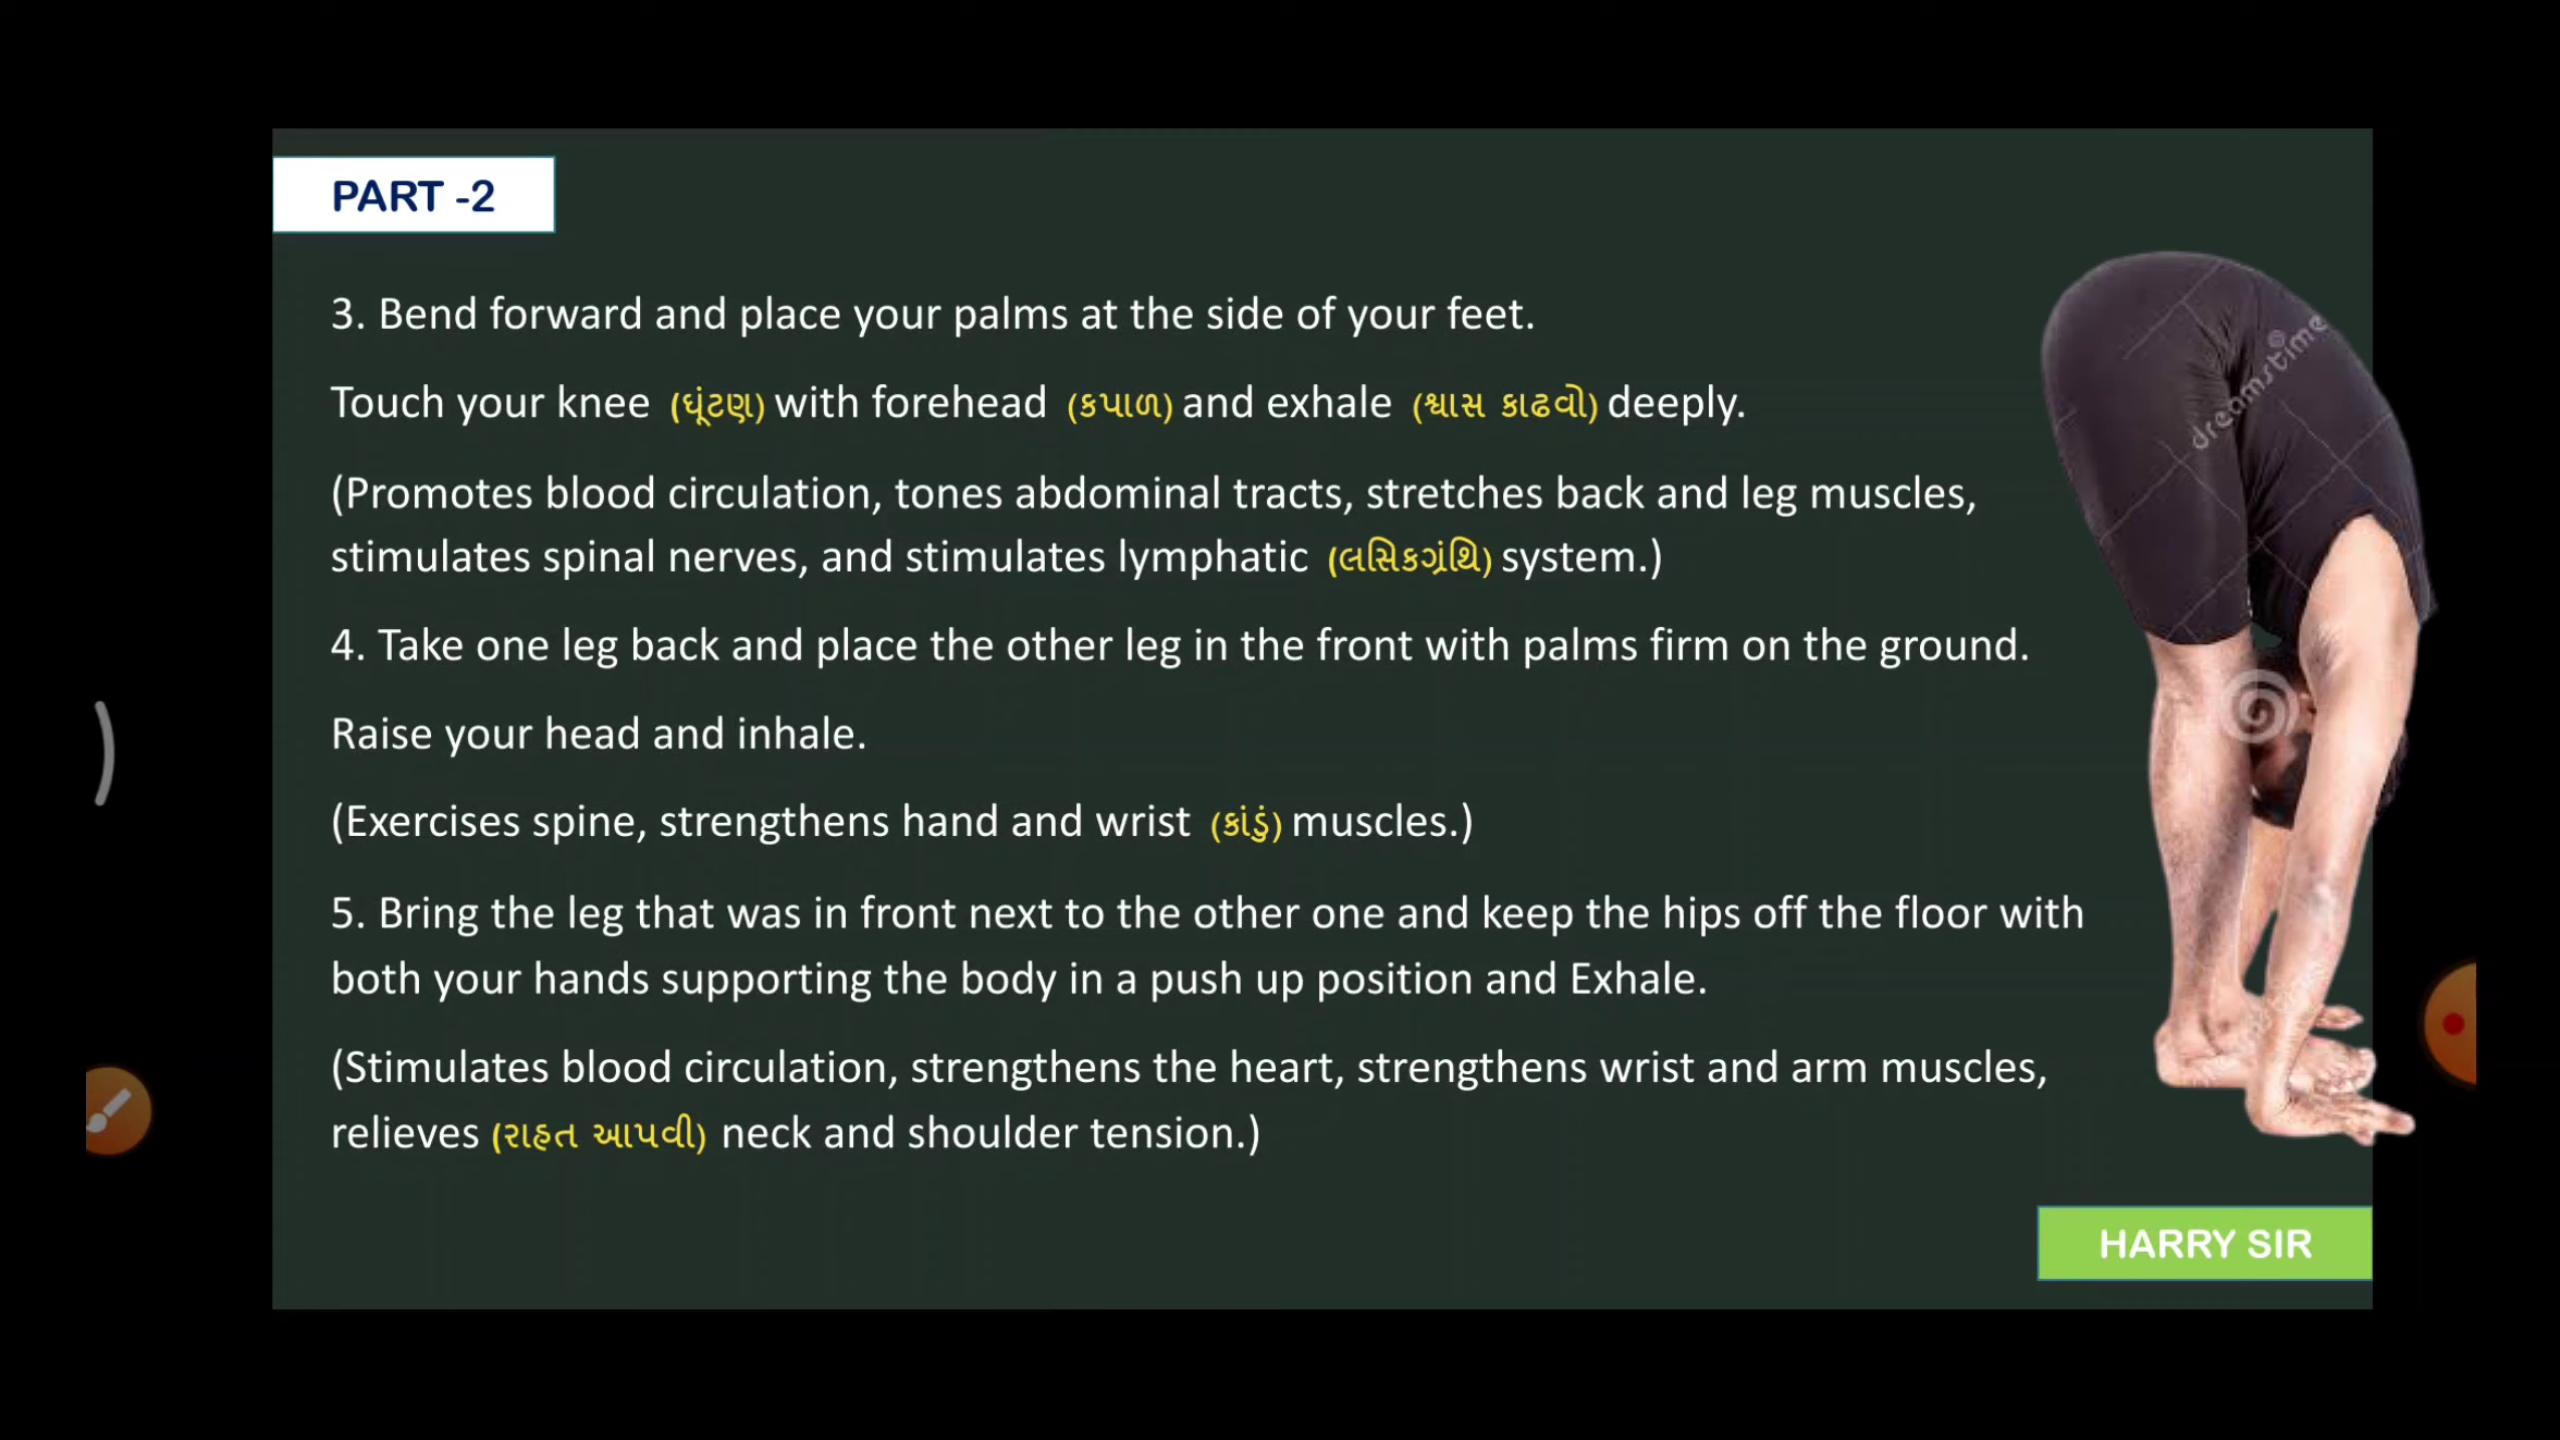 PART -2
3. Bend forward and place your palms at the side of your feet.
Touch your knee (ઘૂંટણ) with forehead (કપાળ) and exhale (શ્વાસ કાઢવો) deeply.
(Promotes blood circulation, tones abdominal tracts, stretches back and leg muscles,
stimulates spinal nerves, and stimulates lymphatic (લસિકગ્રંથિ) system.)
4. Take one leg back and place the other leg in the front with palms firm on the ground.
Raise your head and inhale.
(Exercises spine, strengthens hand and wrist (કાંડું) muscles.)
5. Bring the leg that was in front next to the other one and keep the hips off the floor with
both your hands supporting the body in a push up position and Exhale.
(Stimulates blood circulation, strengthens the heart, strengthens wrist and arm muscles,
relieves (રાહત આપવી) neck and shoulder tension.)
dreamstime
HARRY SIR